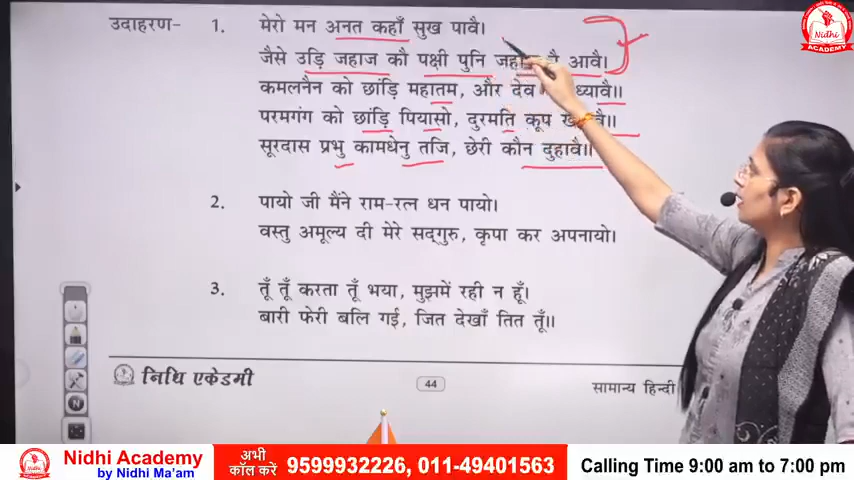 उदाहरण- 1. मेरो मन अनत कहाँ सुख पावै।
जैसे उड़ि जहाज कौ पक्षी पुनि आवै।
कमलनैन को छांड़ि महातम, और देव ध्यावै॥
परमगंग को छांड़ि पियासो, दुरमति कूप
सूरदास प्रभु कामधेनु तजि, छेरी कौन दुहावै॥
2. पायो जी मैंने राम-रत्न धन पायो।
वस्तु अमूल्य दी मेरे सद्‌गुरु, कृपा कर अपनायो।
3. तूँ तूँ करता तूँ भया, मुझमें रही न हूँ।
बारी फेरी बलि गई, जित देखाँ तित तूँ॥
निधि एकेडमी 44 सामान्य हिन्दी
Nidhi ACADEMY
Nidhi Academy
by Nidhi Ma'am
अभी कॉल करें 9599932226, 011-49401563
Calling Time 9:00 am to 7:00 pm